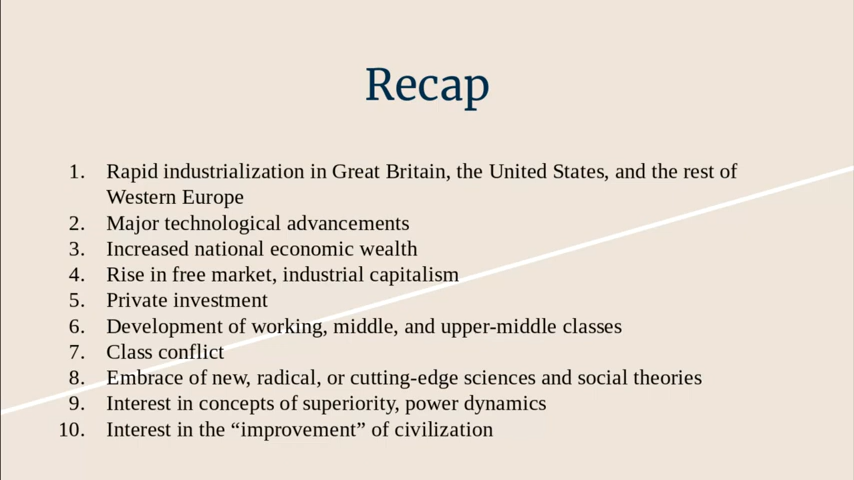 Recap
1. Rapid industrialization in Great Britain, the United States, and the rest of
Western Europe
2. Major technological advancements
3. Increased national economic wealth
4. Rise in free market, industrial capitalism
5. Private investment
6. Development of working, middle, and upper-middle classes
7. Class conflict
8. Embrace of new, radical, or cutting-edge sciences and social theories
9. Interest in concepts of superiority, power dynamics
10. Interest in the “improvement” of civilization